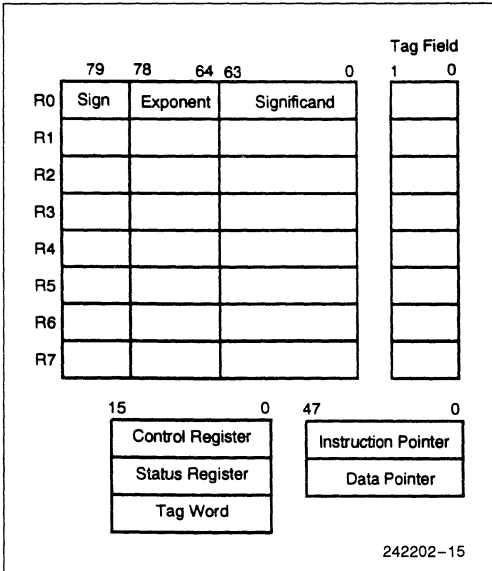 Tag Field
79 78 64 63 0 1 0
R0 Sign Exponent Significand
R1
R2
R3
R4
R5
R6
R7
15 0 47 0
Control Register Instruction Pointer
Status Register Data Pointer
Tag Word
242202-15